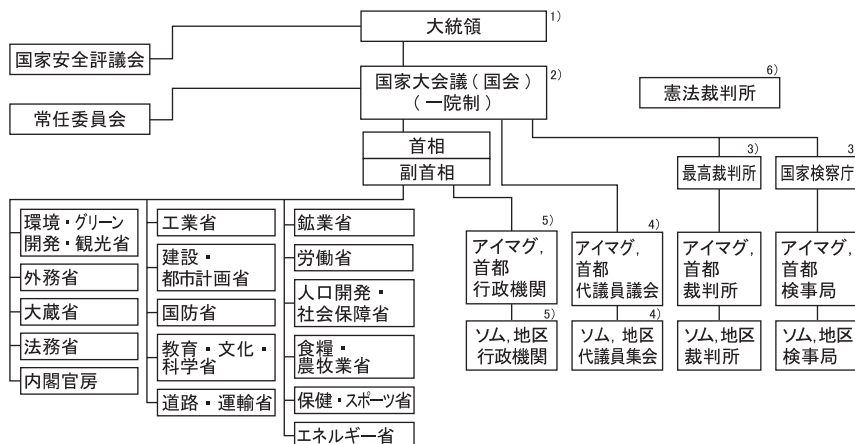 大統領 1)
国家安全評議会
国家大会議（国会） 2)
（一院制）
常任委員会
憲法裁判所 6)
首相
副首相
最高裁判所 3)
国家検察庁 3
環境・グリーン
開発・観光省
外務省
大蔵省
法務省
内閣官房
工業省
建設・
都市計画省
国防省
教育・文化・
科学省
道路・運輸省
鉱業省
労働省
人口開発・
社会保障省
食糧・
農牧業省
保健・スポーツ省
エネルギー省
5)
アイマグ,
首都
行政機関
5)
ソム, 地区
行政機関
4)
アイマグ,
首都
代議員議会
4)
ソム, 地区
代議員集会
アイマグ,
首都
裁判所
ソム, 地区
裁判所
アイマグ,
首都
検事局
ソム, 地区
検事局